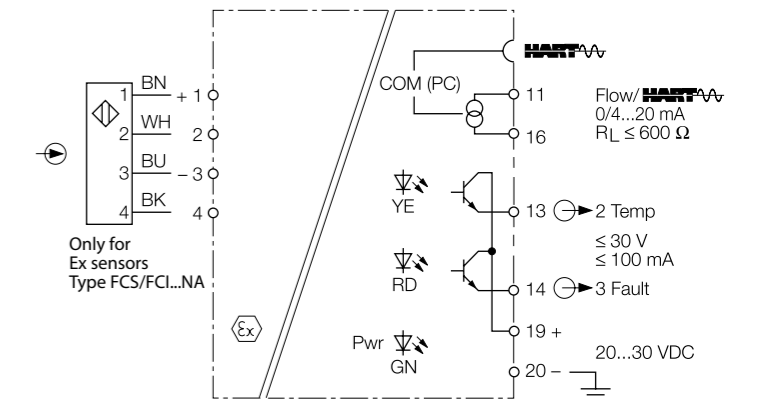 HART
COM (PC)
11
Flow/ HART
0/4...20 mA
RL ≤ 600 Ω
16
1 BN + 1
2 WH 2
3 BU – 3
4 BK 4
Only for
Ex sensors
Type FCS/FCI...NA
YE
13 2 Temp
≤ 30 V
≤ 100 mA
RD
14 3 Fault
19 +
Ex
Pwr
GN
20...30 VDC
20 –